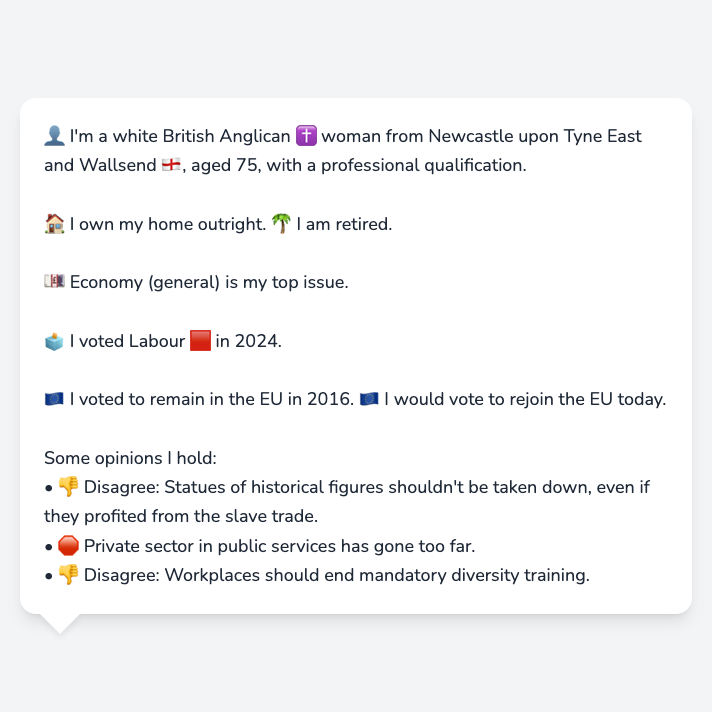 👤 I'm a white British Anglican ✝️ woman from Newcastle upon Tyne East
and Wallsend 🏴󠁧󠁢󠁥󠁮󠁧󠁿, aged 75, with a professional qualification.
🏠 I own my home outright. 🌴 I am retired.
💷 Economy (general) is my top issue.
🗳️ I voted Labour 🟥 in 2024.
🇪🇺 I voted to remain in the EU in 2016. 🇪🇺 I would vote to rejoin the EU today.
Some opinions I hold:
• 👎 Disagree: Statues of historical figures shouldn't be taken down, even if
they profited from the slave trade.
• 🛑 Private sector in public services has gone too far.
• 👎 Disagree: Workplaces should end mandatory diversity training.